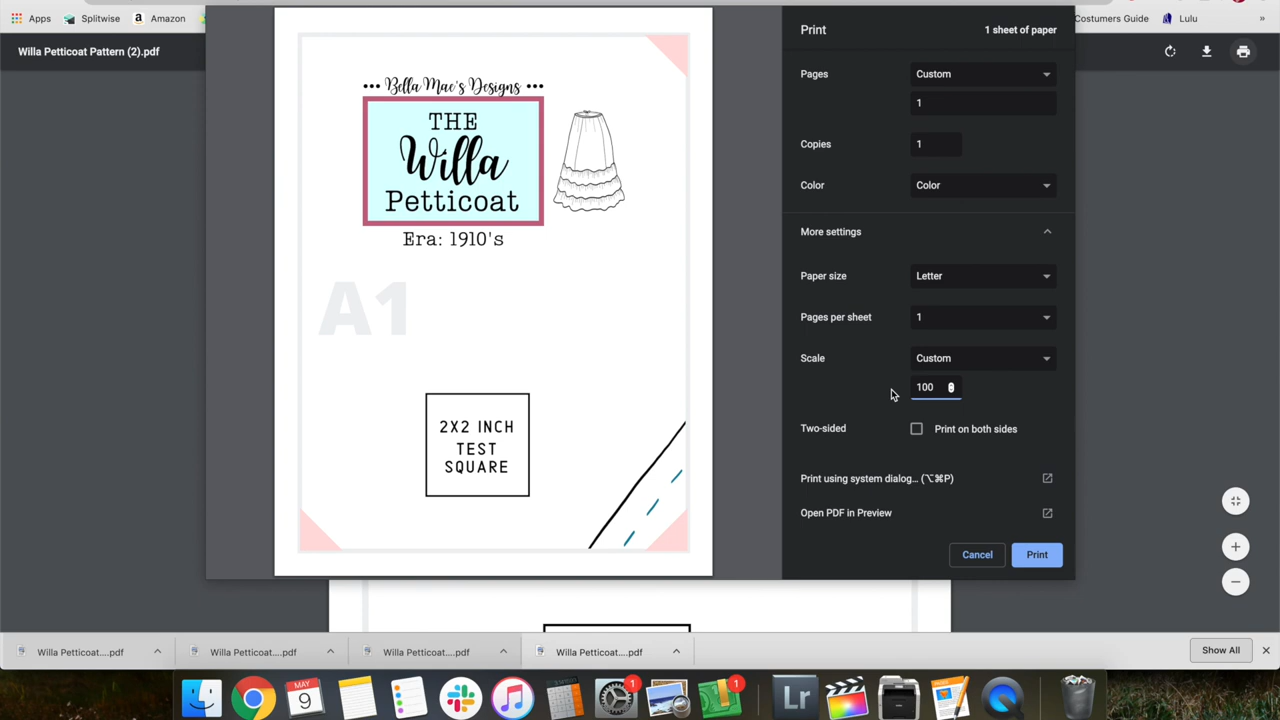 Apps
Splitwise
Amazon
Costumers Guide
Lulu
»
Willa Petticoat Pattern (2).pdf
••• Bella Mae's Designs •••
THE
Willa
Petticoat
Era: 1910's
A1
2X2 INCH
TEST
SQUARE
Print
1 sheet of paper
Pages
Custom
1
Copies
1
Color
Color
More settings
Paper size
Letter
Pages per sheet
1
Scale
Custom
100
Two-sided
Print on both sides
Print using system dialog... (⌥⌘P)
Open PDF in Preview
Cancel
Print
Willa Petticoat....pdf
Willa Petticoat....pdf
Willa Petticoat....pdf
Willa Petticoat....pdf
Show All
MAY
9
1
1
Lr